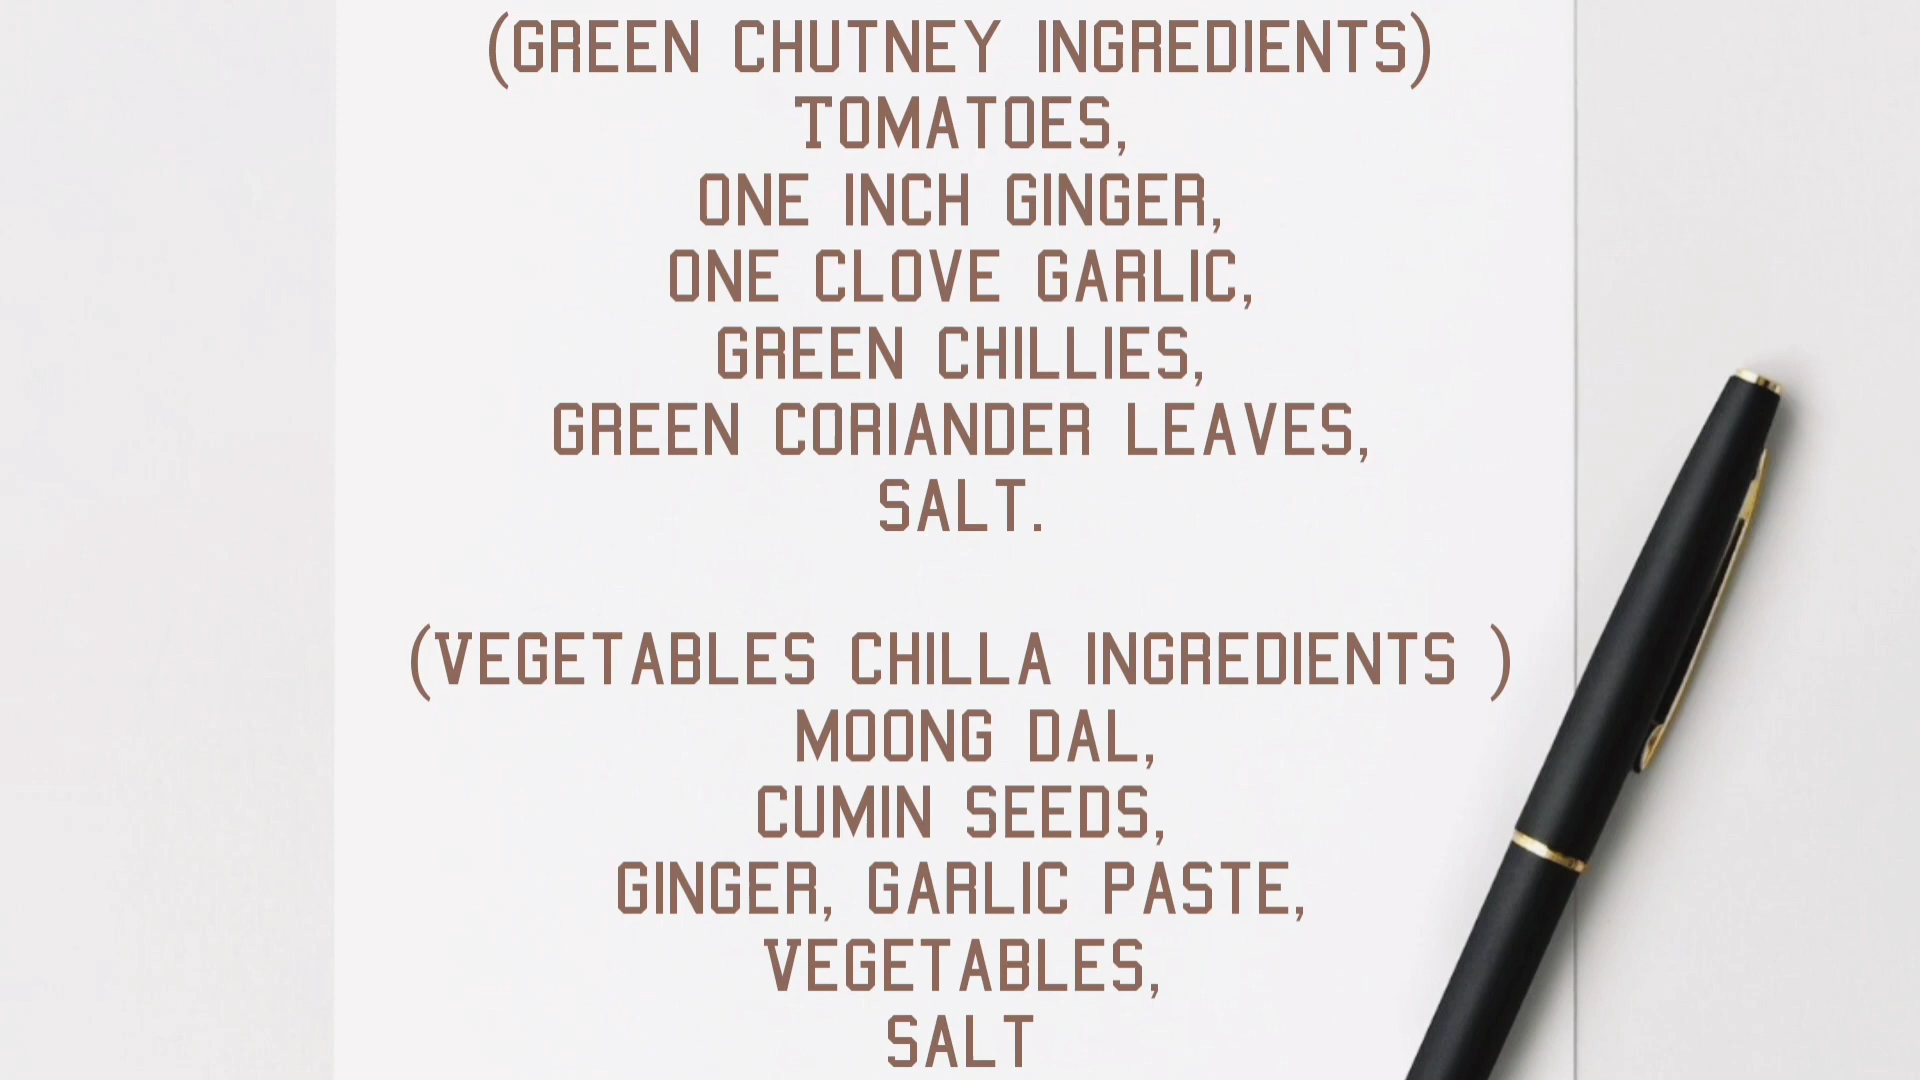 (GREEN CHUTNEY INGREDIENTS)
TOMATOES,
ONE INCH GINGER,
ONE CLOVE GARLIC,
GREEN CHILLIES,
GREEN CORIANDER LEAVES,
SALT.
(VEGETABLES CHILLA INGREDIENTS )
MOONG DAL,
CUMIN SEEDS,
GINGER, GARLIC PASTE,
VEGETABLES,
SALT